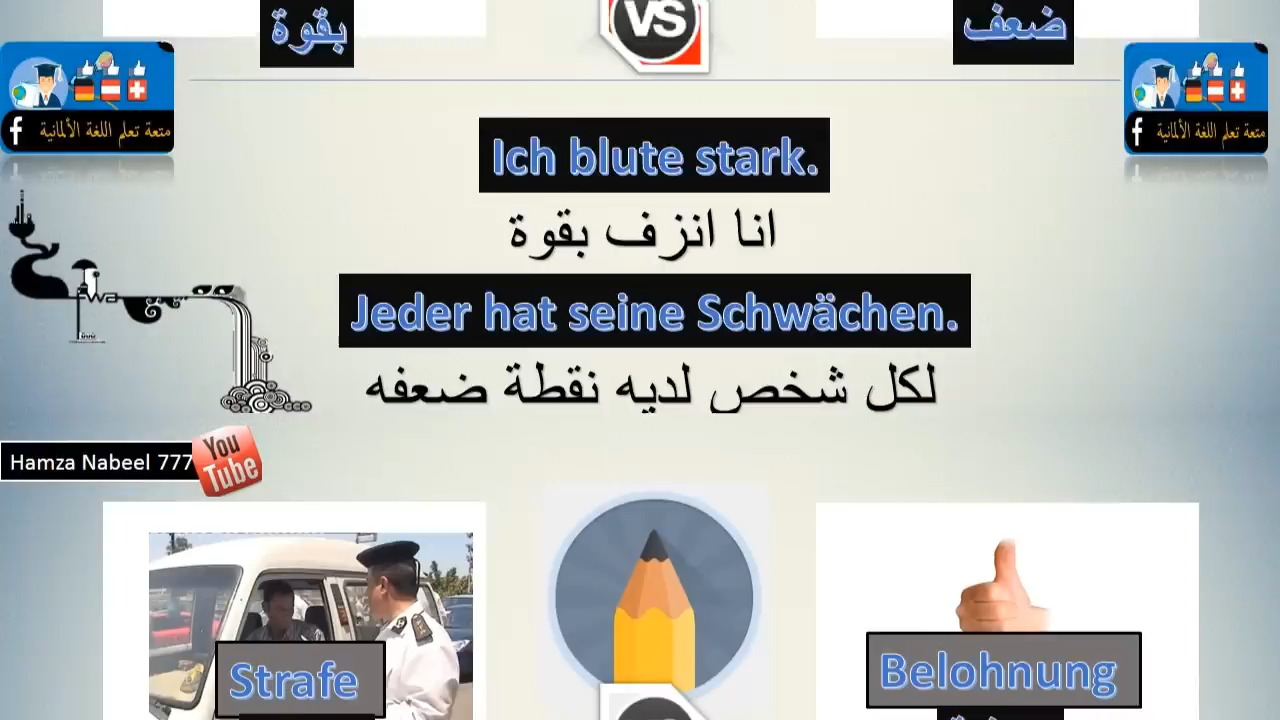 بقوة
VS
ضعف
متعة تعلم اللغة الألمانية
متعة تعلم اللغة الألمانية
Ich blute stark.
انا انزف بقوة
Jeder hat seine Schwächen.
لكل شخص لديه نقطة ضعفه
Hamza Nabeel 777
You
Tube
Strafe
Belohnung